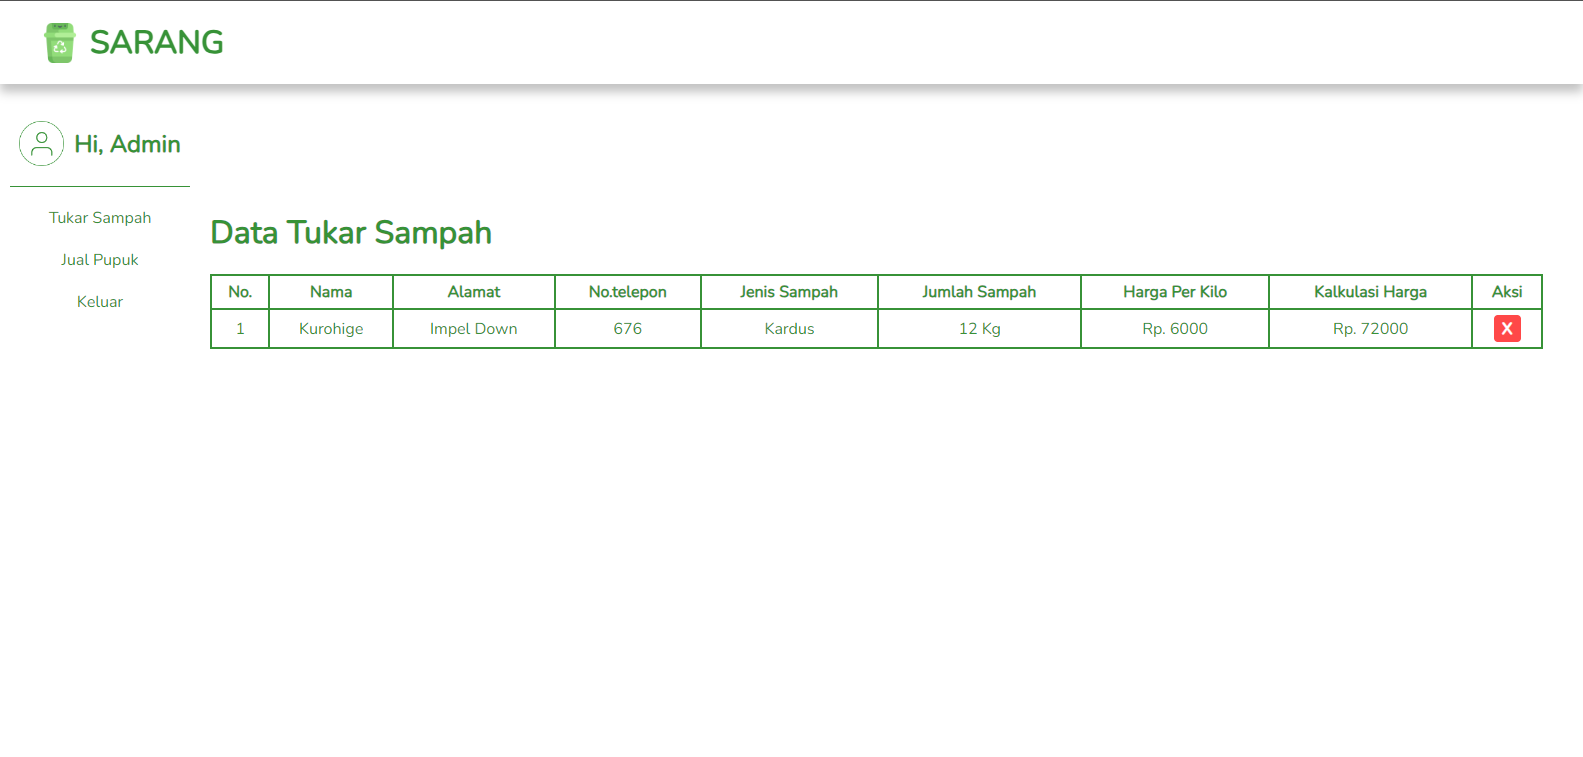 SARANG
Hi, Admin
Tukar Sampah
Jual Pupuk
Keluar
Data Tukar Sampah
No. Nama Alamat No.telepon Jenis Sampah Jumlah Sampah Harga Per Kilo Kalkulasi Harga Aksi
1 Kurohige Impel Down 676 Kardus 12 Kg Rp. 6000 Rp. 72000 X